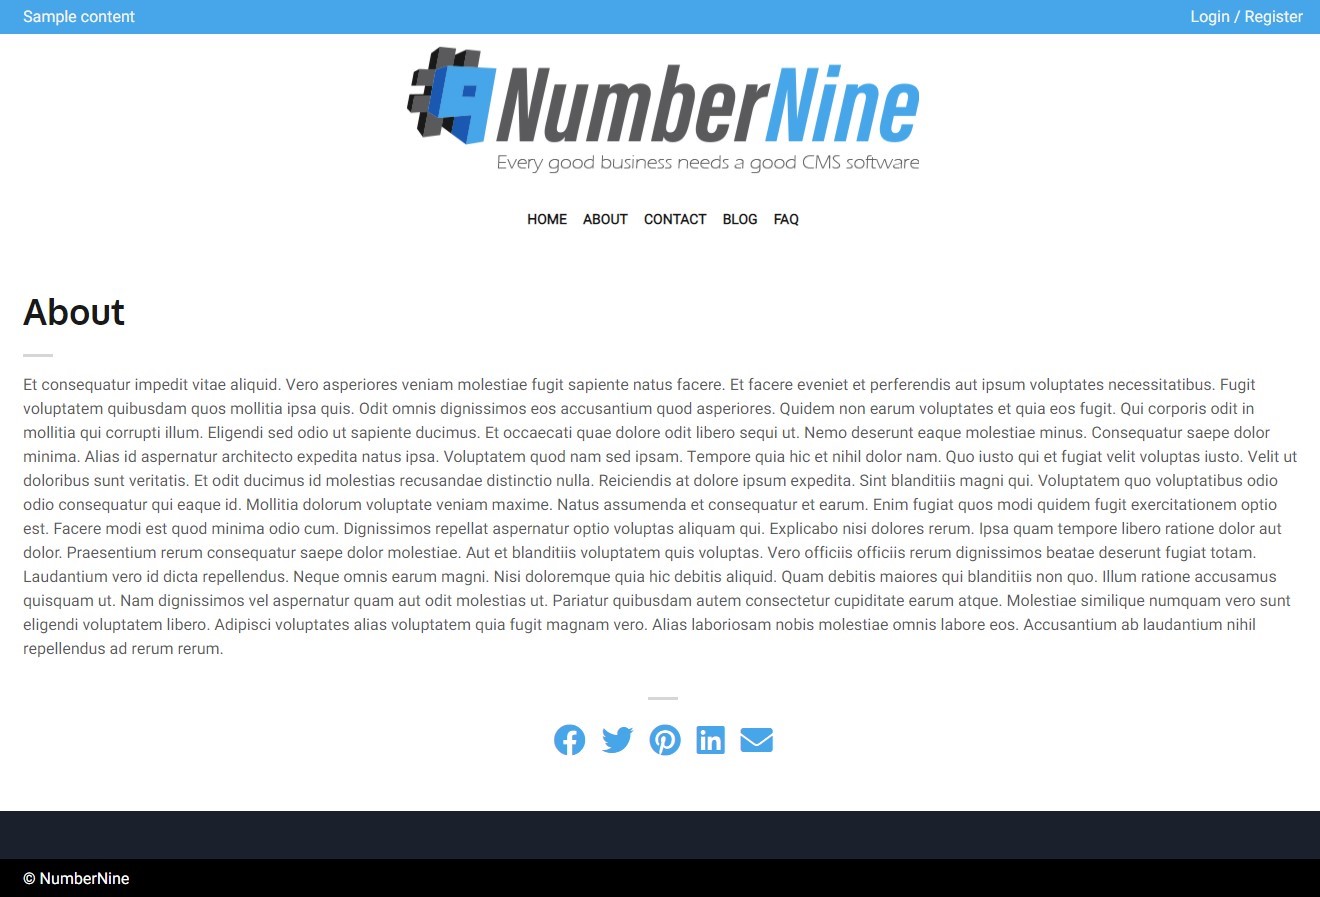 Sample content
Login / Register
NumberNine
Every good business needs a good CMS software
HOME ABOUT CONTACT BLOG FAQ
About
Et consequatur impedit vitae aliquid. Vero asperiores veniam molestiae fugit sapiente natus facere. Et facere eveniet et perferendis aut ipsum voluptates necessitatibus. Fugit
voluptatem quibusdam quos mollitia ipsa quis. Odit omnis dignissimos eos accusantium quod asperiores. Quidem non earum voluptates et quia eos fugit. Qui corporis odit in
mollitia qui corrupti illum. Eligendi sed odio ut sapiente ducimus. Et occaecati quae dolore odit libero sequi ut. Nemo deserunt eaque molestiae minus. Consequatur saepe dolor
minima. Alias id aspernatur architecto expedita natus ipsa. Voluptatem quod nam sed ipsam. Tempore quia hic et nihil dolor nam. Quo iusto qui et fugiat velit voluptas iusto. Velit ut
doloribus sunt veritatis. Et odit ducimus id molestias recusandae distinctio nulla. Reiciendis at dolore ipsum expedita. Sint blanditiis magni qui. Voluptatem quo voluptatibus odio
odio consequatur qui eaque id. Mollitia dolorum voluptate veniam maxime. Natus assumenda et consequatur et earum. Enim fugiat quos modi quidem fugit exercitationem optio
est. Facere modi est quod minima odio cum. Dignissimos repellat aspernatur optio voluptas aliquam qui. Explicabo nisi dolores rerum. Ipsa quam tempore libero ratione dolor aut
dolor. Praesentium rerum consequatur saepe dolor molestiae. Aut et blanditiis voluptatem quis voluptas. Vero officiis officiis rerum dignissimos beatae deserunt fugiat totam.
Laudantium vero id dicta repellendus. Neque omnis earum magni. Nisi doloremque quia hic debitis aliquid. Quam debitis maiores qui blanditiis non quo. Illum ratione accusamus
quisquam ut. Nam dignissimos vel aspernatur quam aut odit molestias ut. Pariatur quibusdam autem consectetur cupiditate earum atque. Molestiae similique numquam vero sunt
eligendi voluptatem libero. Adipisci voluptates alias voluptatem quia fugit magnam vero. Alias laboriosam nobis molestiae omnis labore eos. Accusantium ab laudantium nihil
repellendus ad rerum rerum.
© NumberNine